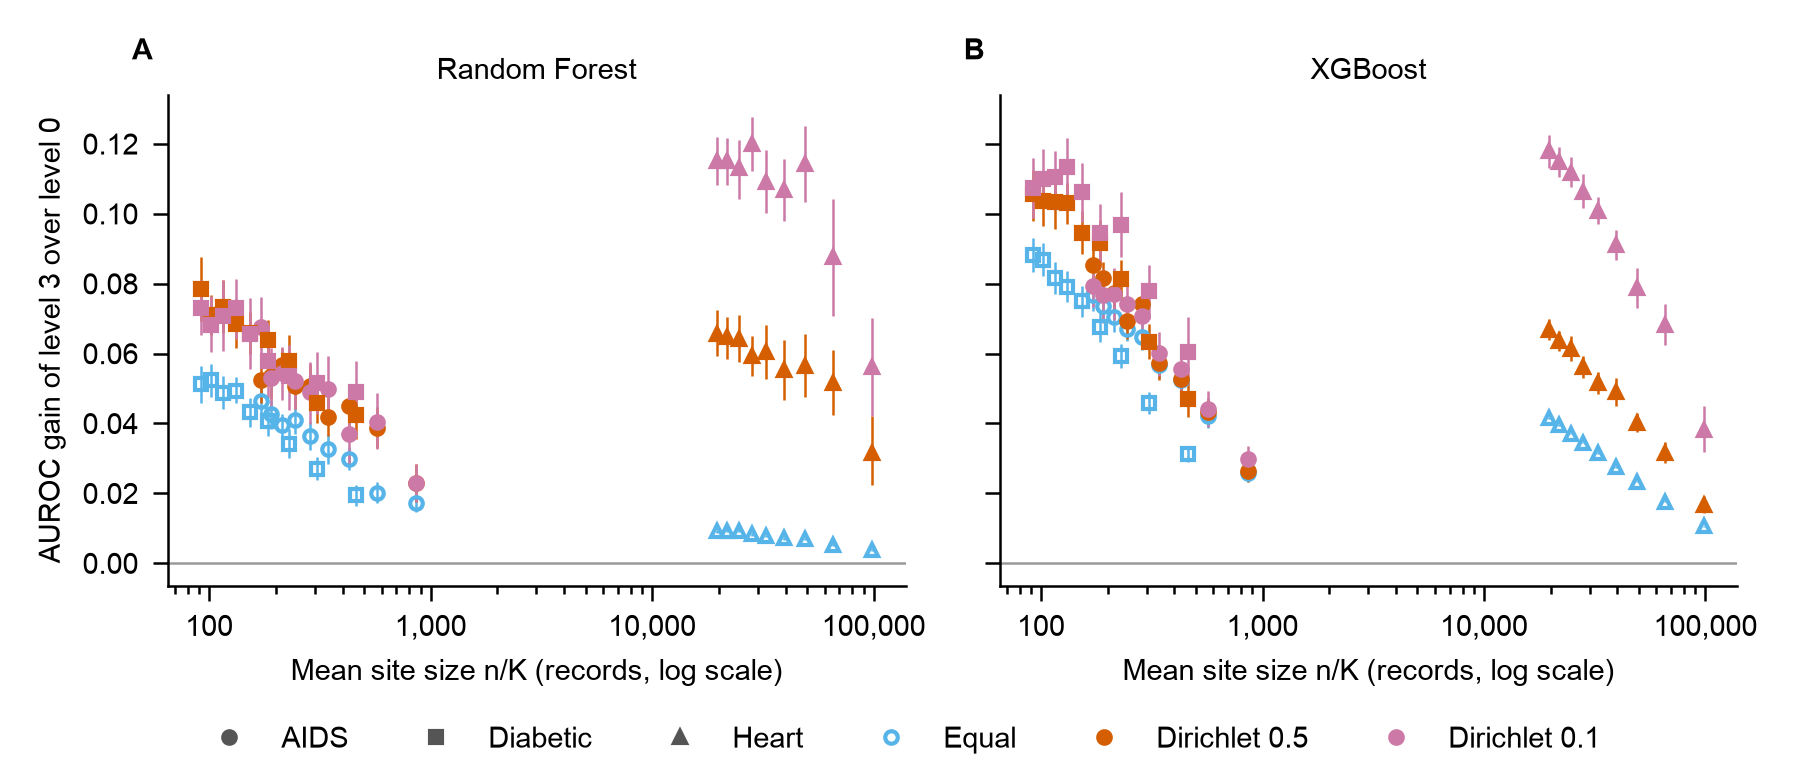 A
B
Random Forest
XGBoost
AUROC gain of level 3 over level 0
0.12
0.10
0.08
0.06
0.04
0.02
0.00
100
1,000
10,000
100,000
100
1,000
10,000
100,000
Mean site size n/K (records, log scale)
Mean site size n/K (records, log scale)
AIDS
Diabetic
Heart
Equal
Dirichlet 0.5
Dirichlet 0.1